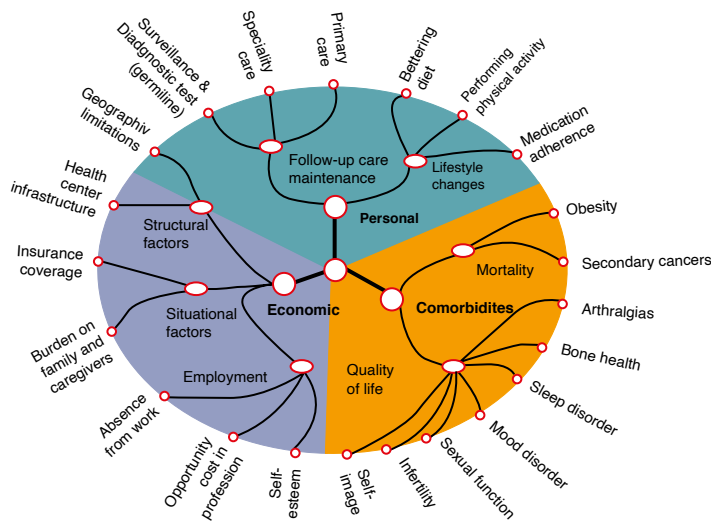 Primary
care
Speciality
care
Surveillance &
Diadgnostic test
(germiline)
Geographiv
limitations
Health
center
infrastructure
Insurance
coverage
Burden on
family and
caregivers
Absence
from work
Opportunity
cost in
profession
Self-
esteem
Self-
image
Infertility
Sexual function
Mood disorder
Sleep disorder
Bone health
Arthralgias
Secondary cancers
Obesity
Medication
adherence
Performing
physical activity
Bettering
diet
Follow-up care
maintenance
Lifestyle
changes
Personal
Structural
factors
Situational
factors
Economic
Employment
Mortality
Comorbidites
Quality
of life